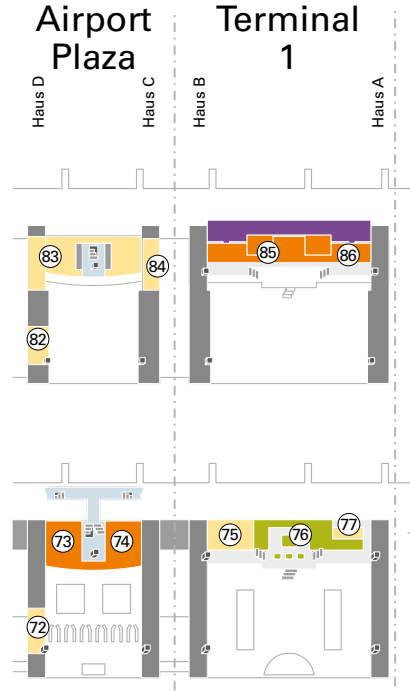 Airport
Plaza
Terminal
1
Haus D
Haus C
Haus B
Haus A
83
84
85
86
82
73
74
75
76
77
72